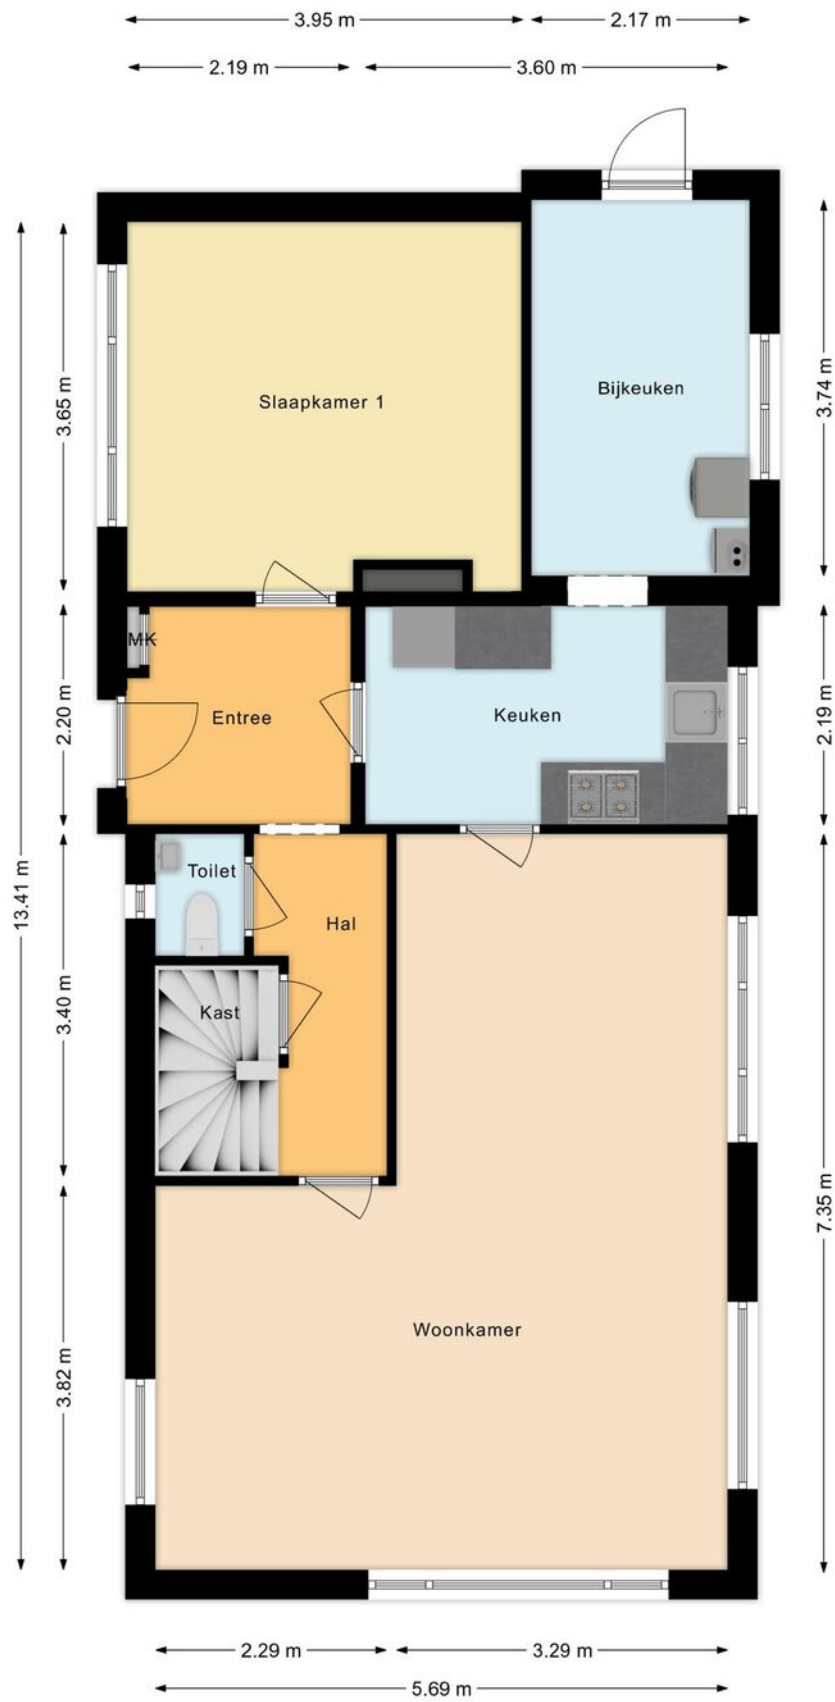 3.95 m
2.17 m
2.19 m
3.60 m
3.65 m
Slaapkamer 1
Bijkeuken
3.74 m
MK
Entree
Keuken
2.20 m
2.19 m
13.41 m
Toilet
Hal
Kast
3.40 m
7.35 m
Woonkamer
3.82 m
2.29 m
3.29 m
5.69 m